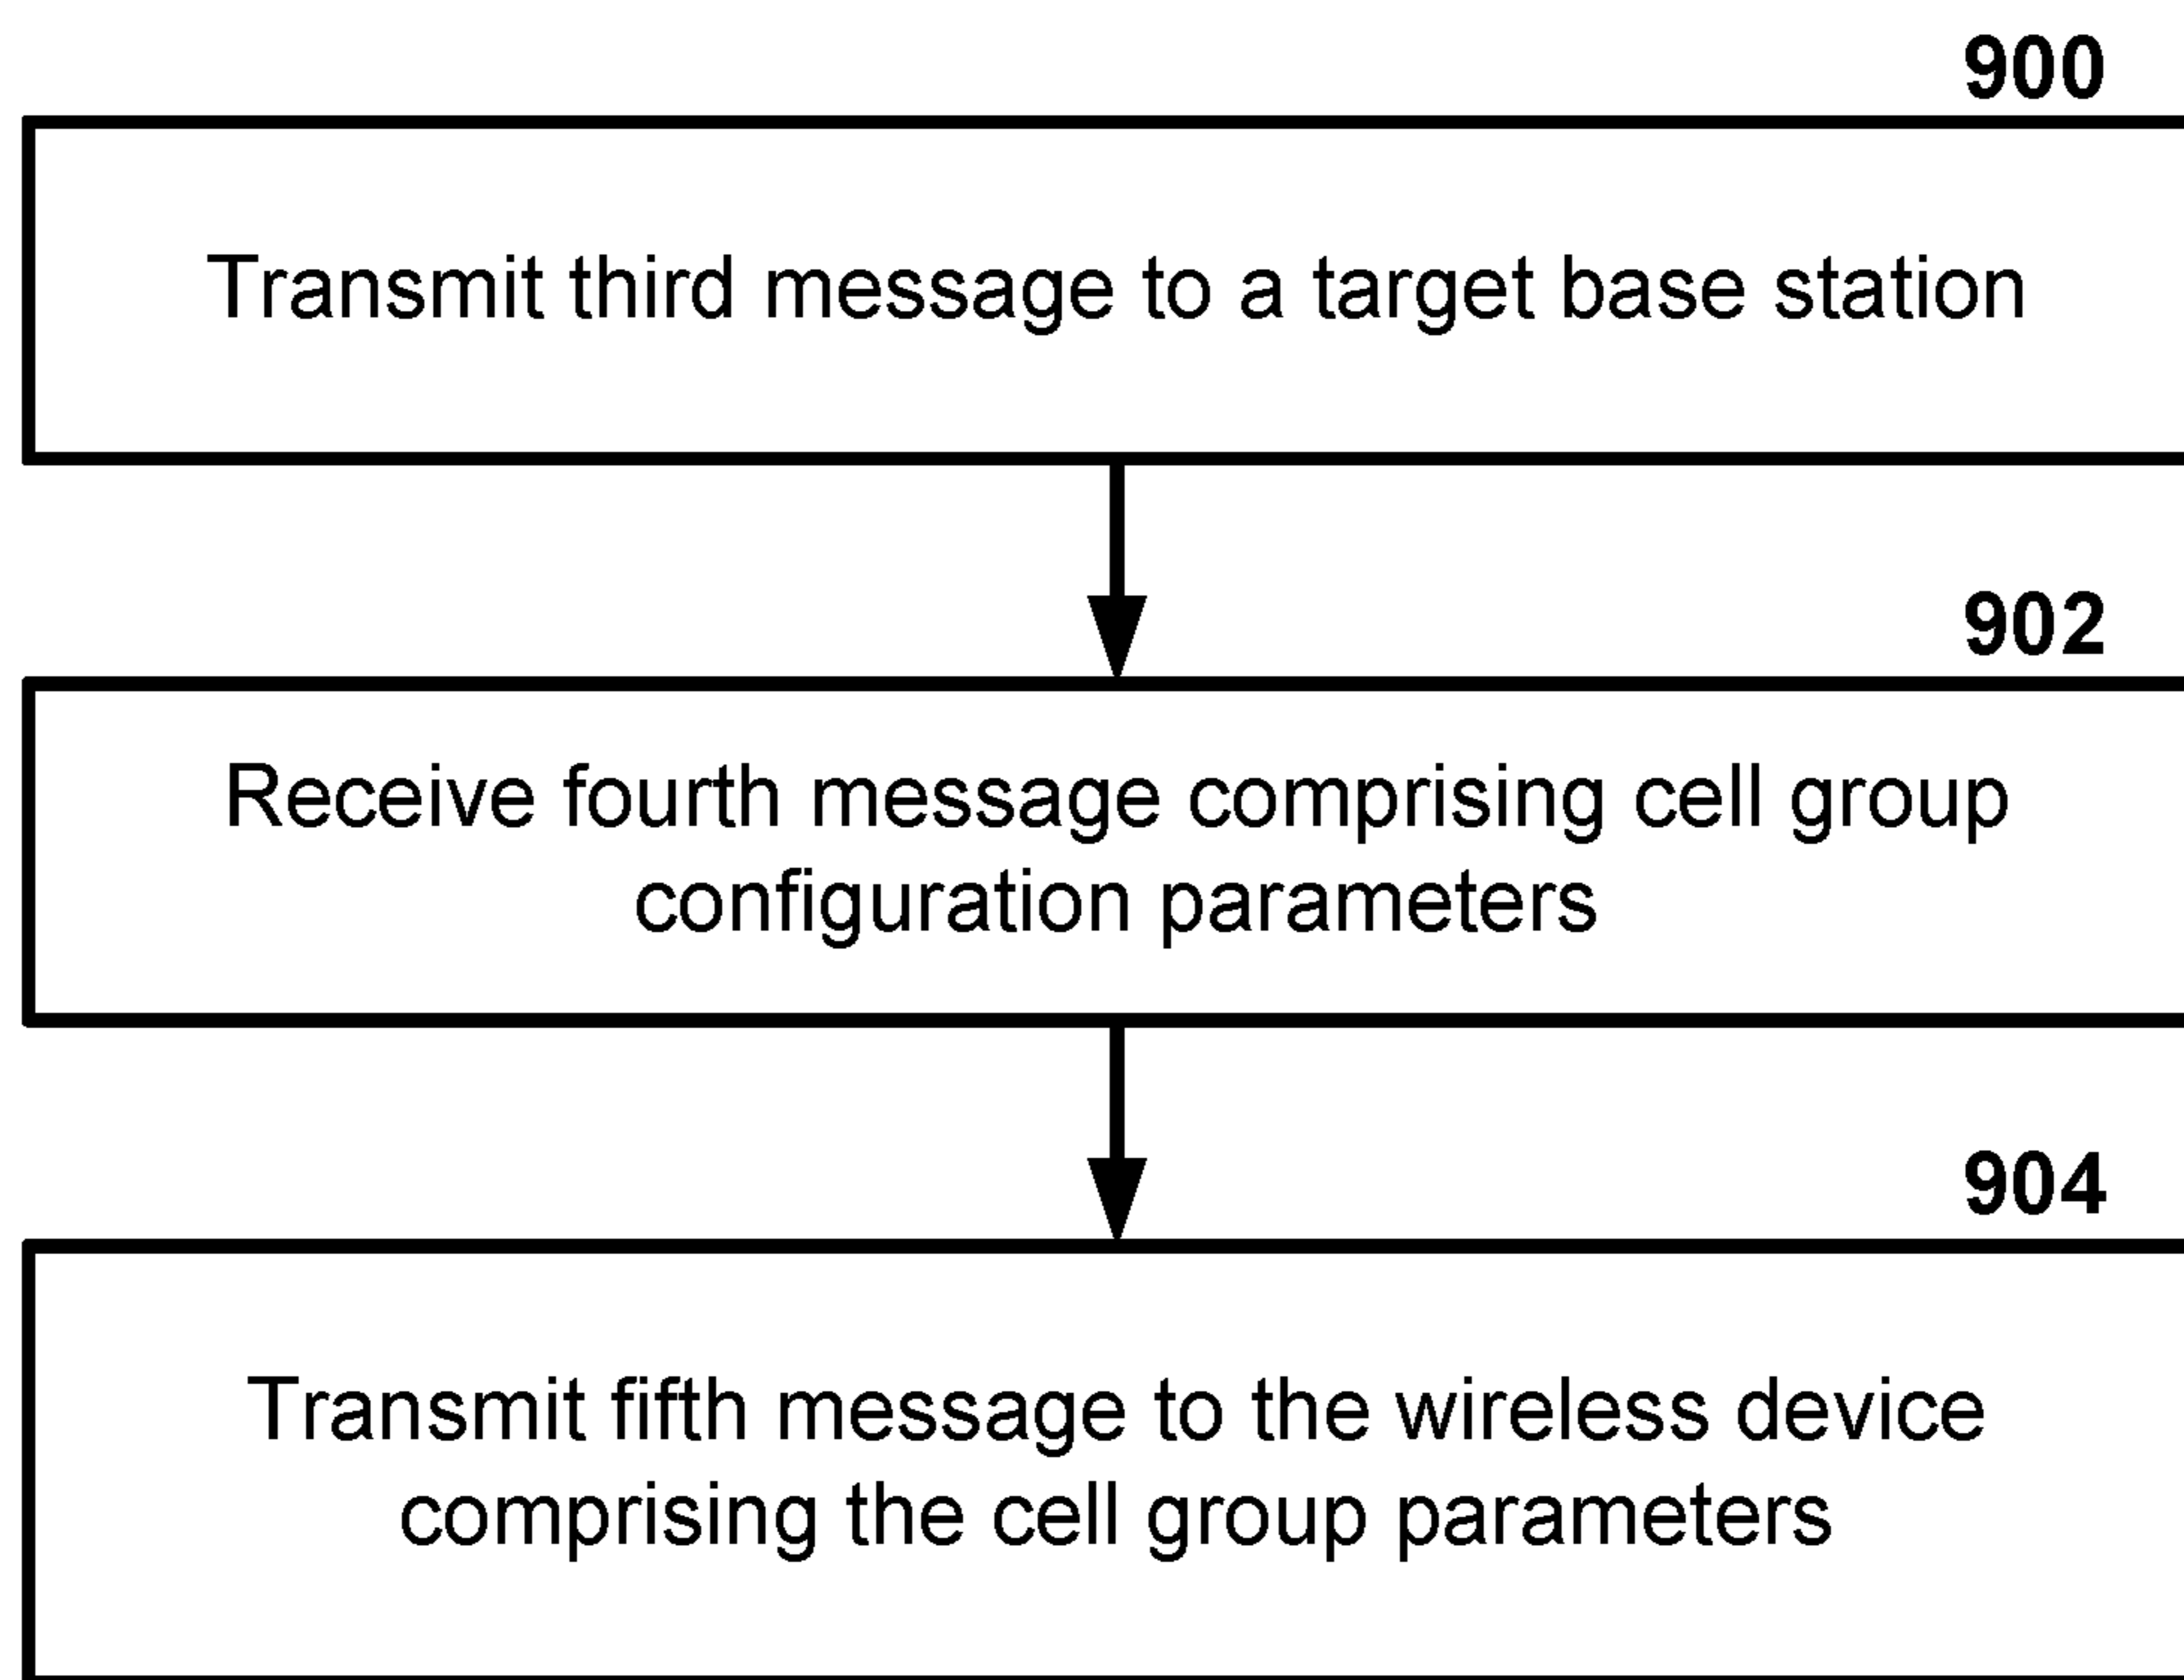 900
Transmit third message to a target base station
902
Receive fourth message comprising cell group
configuration parameters
904
Transmit fifth message to the wireless device
comprising the cell group parameters